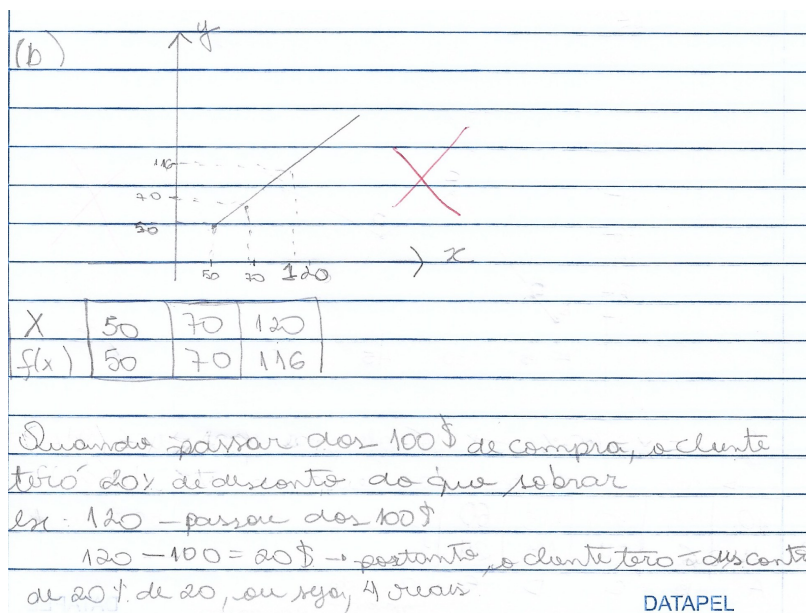 (b)
y
116
70
50
50 70 120 x
X 50 70 120
f(x) 50 70 116
Quando passar dos 100$ de compra, o cliente
terá 20% de desconto do que sobrar
ex: 120 - passou dos 100$
120 - 100 = 20$ → portanto, o cliente terá descont
de 20% de 20, ou seja, 4 reais
DATAPEL